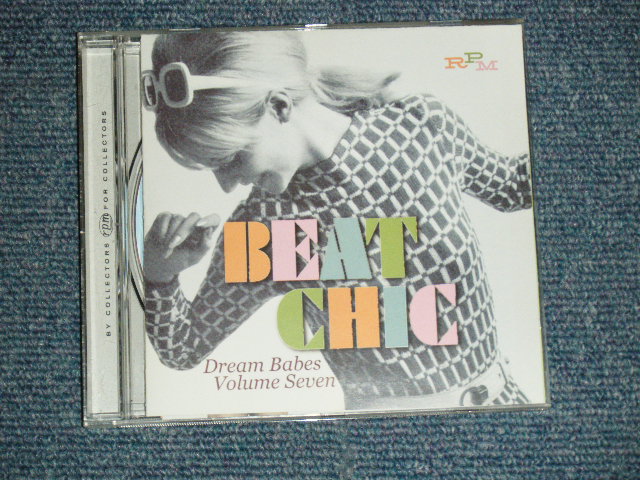 RPM
BEAT
CHIC
Dream Babes
Volume Seven
BY COLLECTORS rpm FOR COLLECTORS